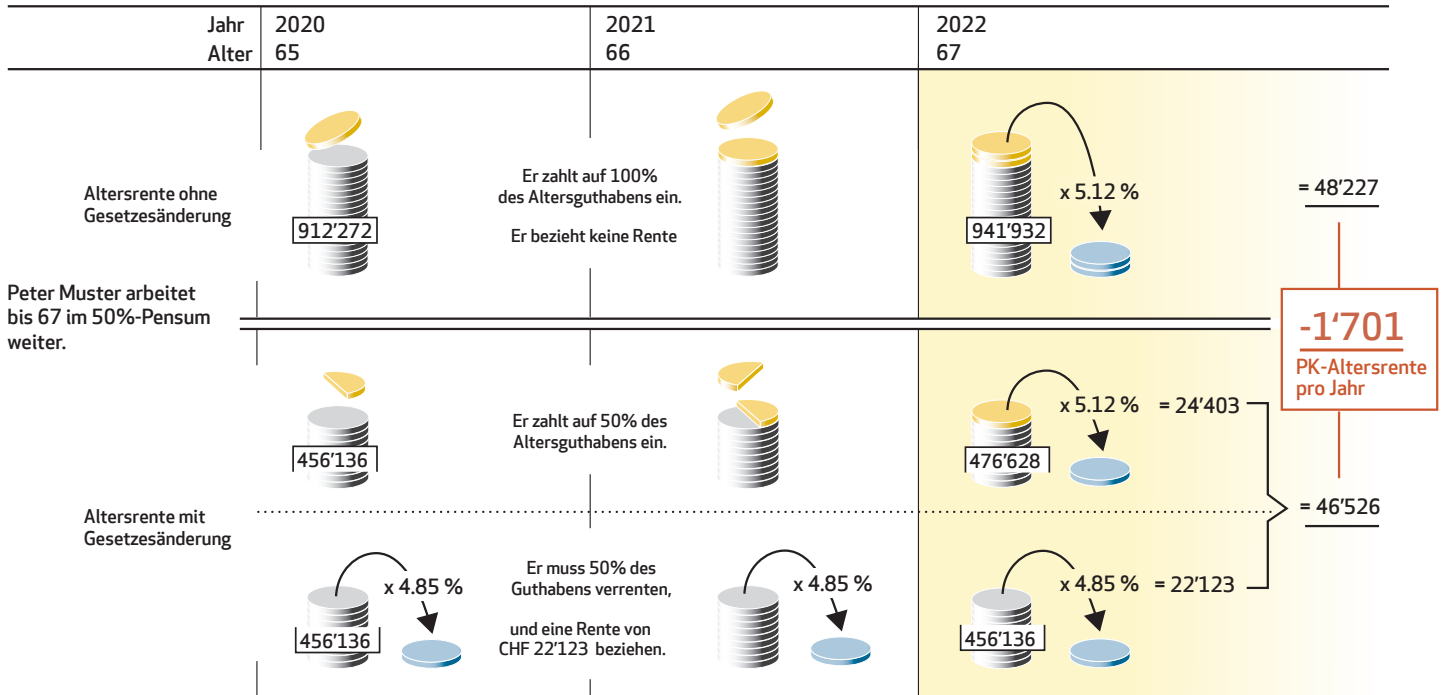 Jahr 2020 2021 2022
Alter 65 66 67
Altersrente ohne
Gesetzesänderung
912'272
Er zahlt auf 100%
des Altersguthabens ein.
Er bezieht keine Rente
941'932
x 5.12 %
= 48'227
Peter Muster arbeitet
bis 67 im 50%-Pensum
weiter.
-1'701
PK-Altersrente
pro Jahr
Altersrente mit
Gesetzesänderung
456'136
Er zahlt auf 50% des
Altersguthabens ein.
476'628
x 5.12 % = 24'403
= 46'526
456'136
x 4.85 %
Er muss 50% des
Guthabens verrenten,
und eine Rente von
CHF 22'123 beziehen.
x 4.85 %
456'136
x 4.85 % = 22'123